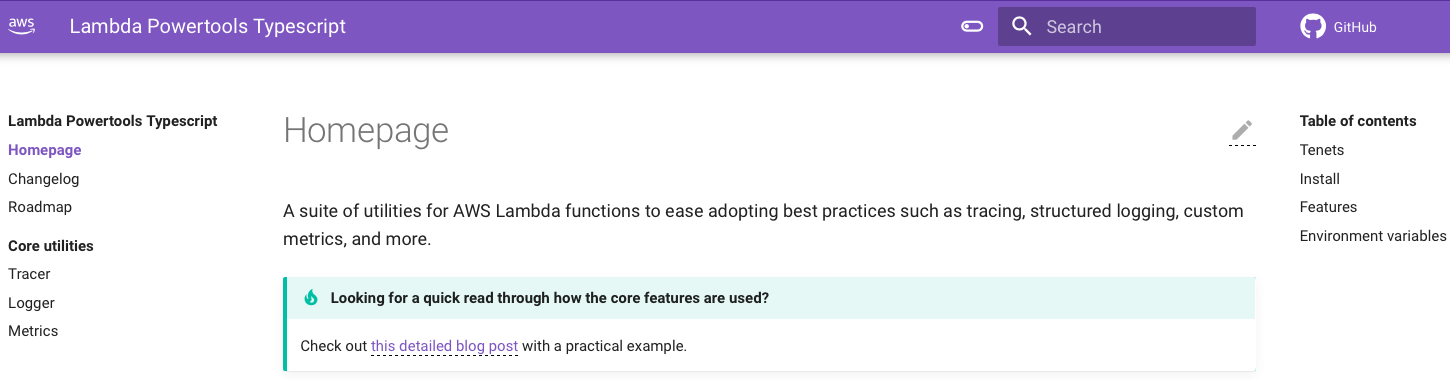 aws
Lambda Powertools Typescript
Search
GitHub
Lambda Powertools Typescript
Homepage
Changelog
Roadmap
Core utilities
Tracer
Logger
Metrics
Homepage
A suite of utilities for AWS Lambda functions to ease adopting best practices such as tracing, structured logging, custom
metrics, and more.
Looking for a quick read through how the core features are used?
Check out this detailed blog post with a practical example.
Table of contents
Tenets
Install
Features
Environment variables